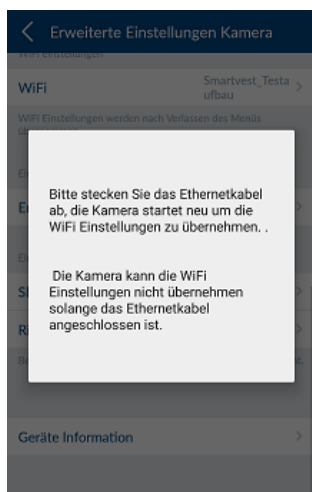 Erweiterte Einstellungen Kamera
WiFi Einstellungen
WiFi
Smartvest_Testa
ufbau
WiFi Einstellungen werden nach Verlassen des Menüs
Bitte stecken Sie das Ethernetkabel
ab, die Kamera startet neu um die
WiFi Einstellungen zu übernehmen. .
Die Kamera kann die WiFi
Einstellungen nicht übernehmen
solange das Ethernetkabel
angeschlossen ist.
Geräte Information